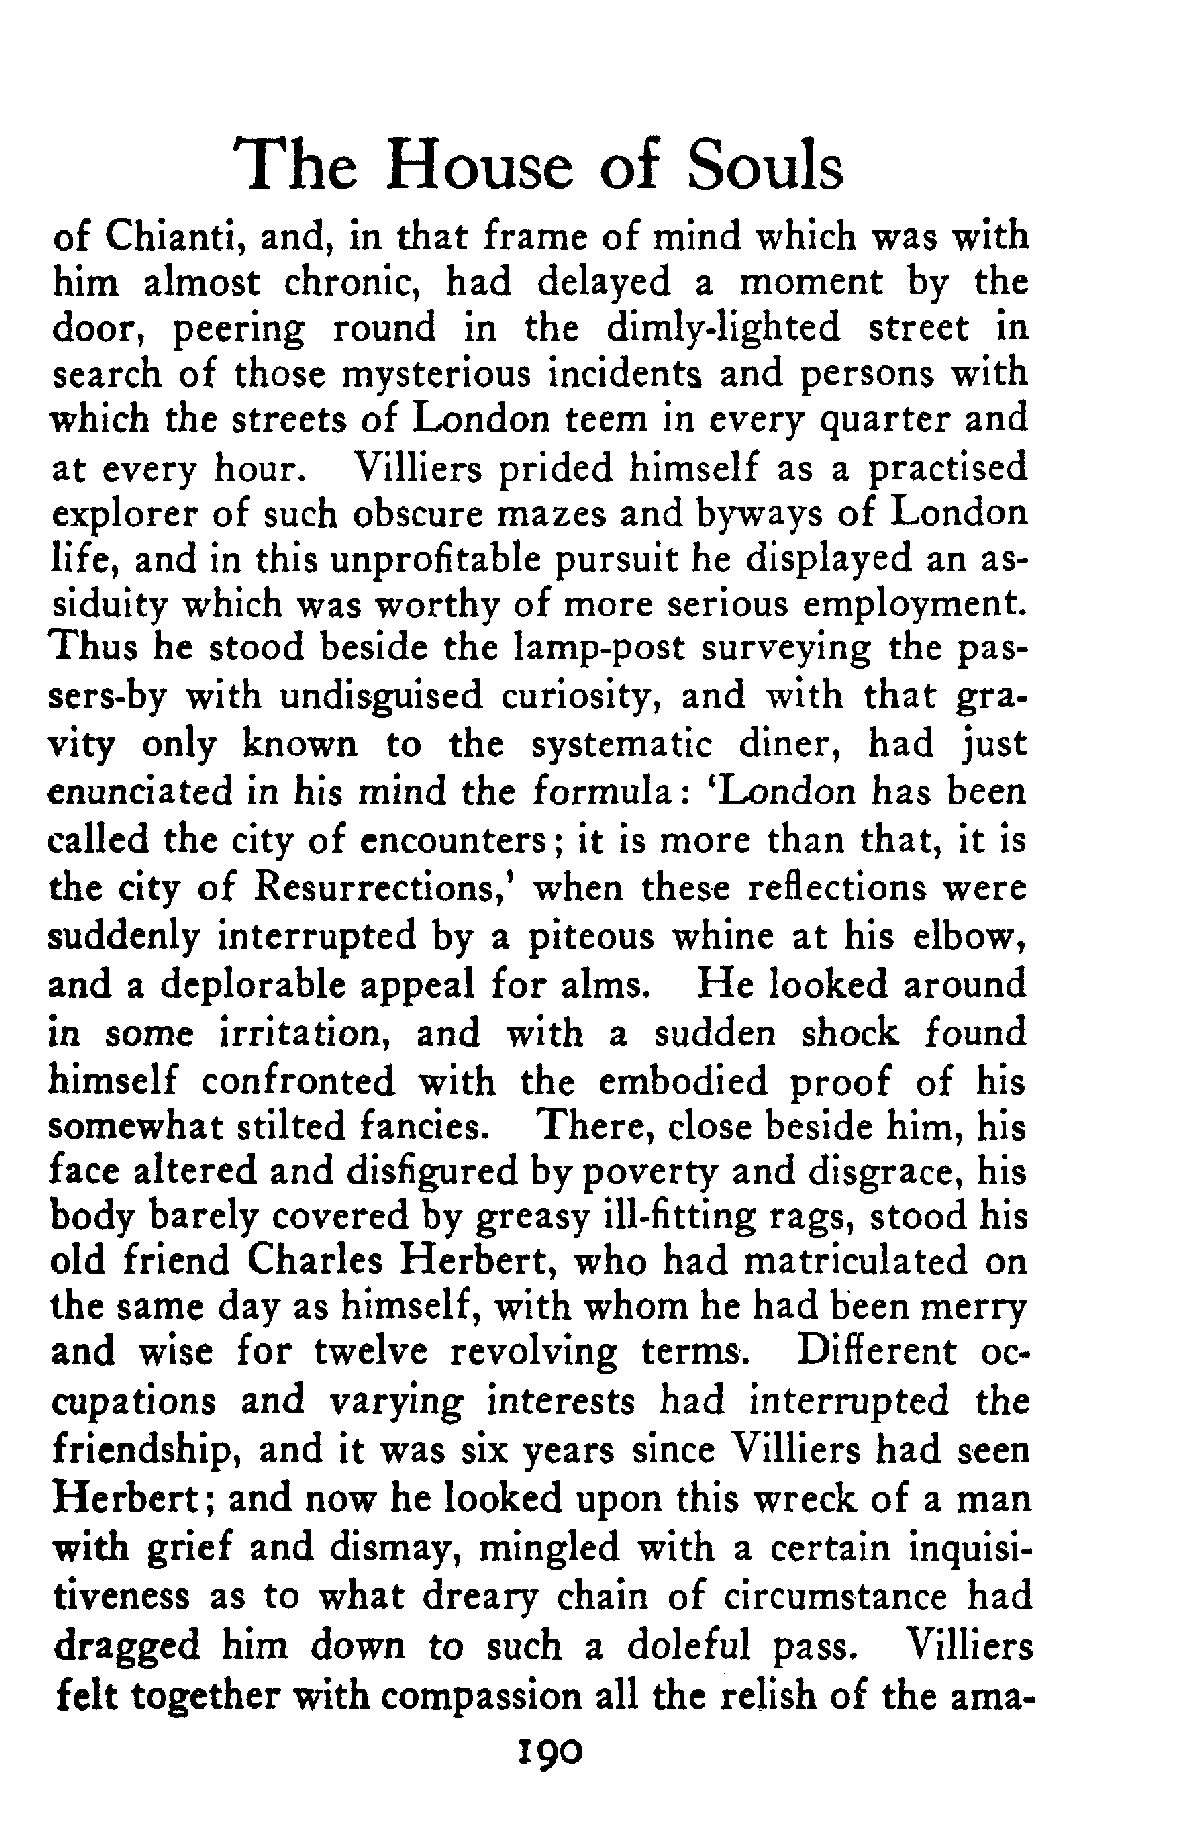 The House of Souls
of Chianti, and, in that frame of mind which was with
him almost chronic, had delayed a moment by the
door, peering round in the dimly-lighted street in
search of those mysterious incidents and persons with
which the streets of London teem in every quarter and
at every hour. Villiers prided himself as a practised
explorer of such obscure mazes and byways of London
life, and in this unprofitable pursuit he displayed an as-
siduity which was worthy of more serious employment.
Thus he stood beside the lamp-post surveying the pas-
sers-by with undisguised curiosity, and with that gra-
vity only known to the systematic diner, had just
enunciated in his mind the formula: 'London has been
called the city of encounters; it is more than that, it is
the city of Resurrections,' when these reflections were
suddenly interrupted by a piteous whine at his elbow,
and a deplorable appeal for alms. He looked around
in some irritation, and with a sudden shock found
himself confronted with the embodied proof of his
somewhat stilted fancies. There, close beside him, his
face altered and disfigured by poverty and disgrace, his
body barely covered by greasy ill-fitting rags, stood his
old friend Charles Herbert, who had matriculated on
the same day as himself, with whom he had been merry
and wise for twelve revolving terms. Different oc-
cupations and varying interests had interrupted the
friendship, and it was six years since Villiers had seen
Herbert; and now he looked upon this wreck of a man
with grief and dismay, mingled with a certain inquisi-
tiveness as to what dreary chain of circumstance had
dragged him down to such a doleful pass. Villiers
felt together with compassion all the relish of the ama-
190